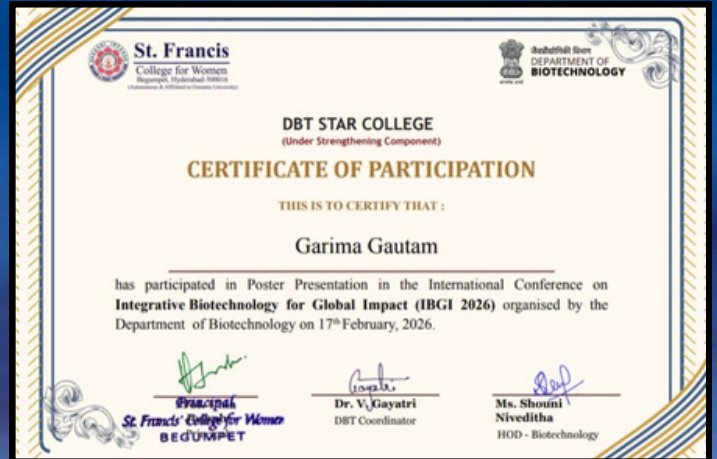 St. Francis
College for Women
Begumpet, Hyderabad-500016
(Autonomous & Affiliated to Osmania University)
जैवप्रौद्योगिकी विभाग
DEPARTMENT OF
BIOTECHNOLOGY
DBT STAR COLLEGE
(Under Strengthening Component)
CERTIFICATE OF PARTICIPATION
THIS IS TO CERTIFY THAT :
Garima Gautam
has participated in Poster Presentation in the International Conference on
Integrative Biotechnology for Global Impact (IBGI 2026) organised by the
Department of Biotechnology on 17th February, 2026.
Gayatri
Principal
St. Francis' College for Women
BEGUMPET
Dr. V. Gayatri
DBT Coordinator
Ms. Shouni
Niveditha
HOD - Biotechnology